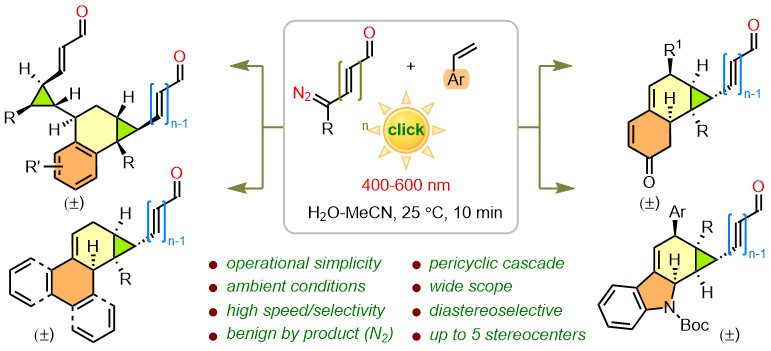 O
H
H
H
R
H
H
O
n-1
R
R'
(±)
O
N2
R
n
+
Ar
click
400-600 nm
H2O-MeCN, 25 °C, 10 min
R1
H
H
R
O
n-1
O
(±)
H
H
R
O
n-1
(±)
Ar
R
H
H
N
Boc
O
n-1
(±)
operational simplicity
ambient conditions
high speed/selectivity
benign by product (N2)
pericyclic cascade
wide scope
diastereoselective
up to 5 stereocenters